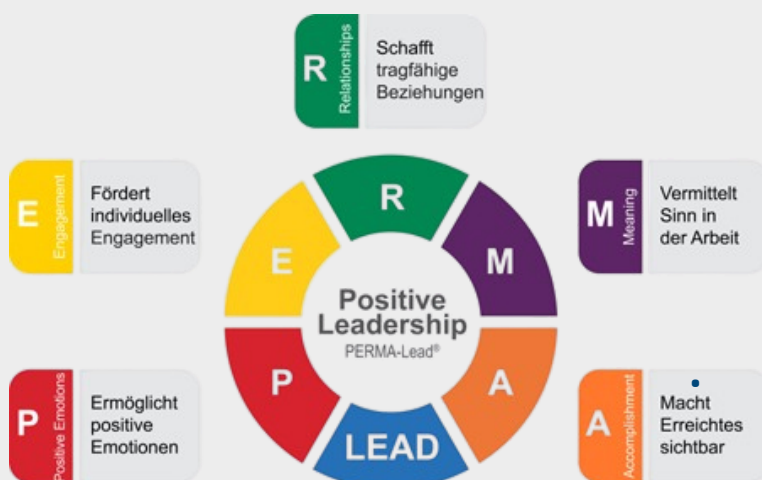 R
Relationships
Schafft
tragfähige
Beziehungen
E
Engagement
Fördert
individuelles
Engagement
M
Meaning
Vermittelt
Sinn in
der Arbeit
R
E
M
Positive
Leadership
PERMA-Lead®
P
A
LEAD
P
Positive Emotions
Ermöglicht
positive
Emotionen
A
Accomplishment
Macht
Erreichtes
sichtbar